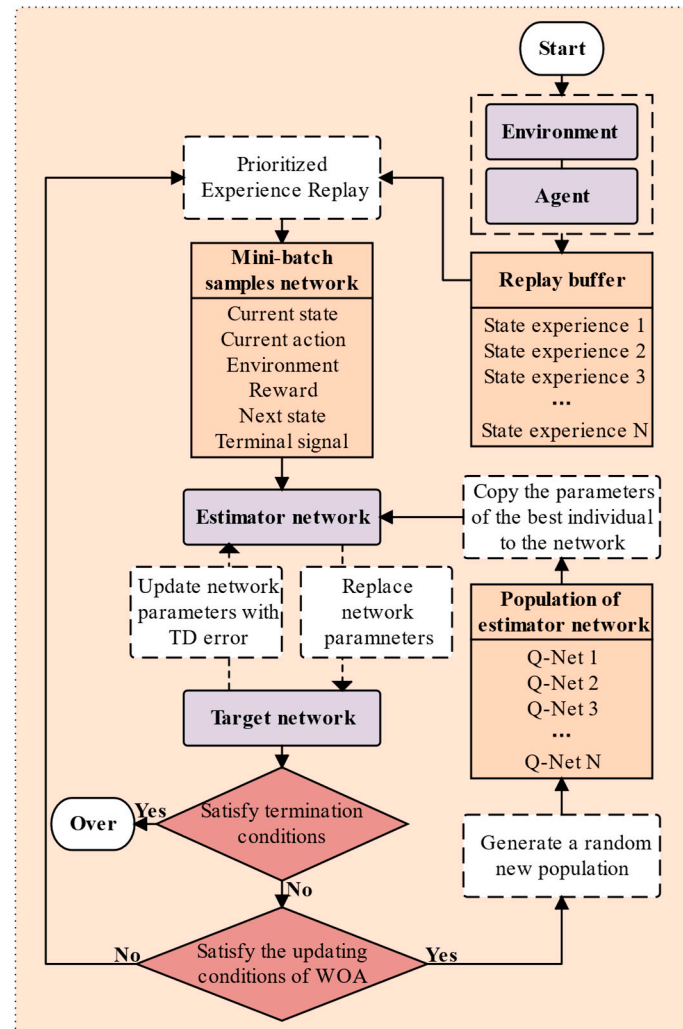 Start
Environment
Agent
Prioritized
Experience Replay
Mini-batch
samples network
Current state
Current action
Environment
Reward
Next state
Terminal signal
Replay buffer
State experience 1
State experience 2
State experience 3
...
State experience N
Estimator network
Copy the parameters
of the best individual
to the network
Update network
parameters with
TD error
Replace
network
paramneters
Population of
estimator network
Q-Net 1
Q-Net 2
Q-Net 3
...
Q-Net N
Target network
Satisfy termination
conditions
Yes
Over
No
Generate a random
new population
Satisfy the updating
conditions of WOA
No
Yes